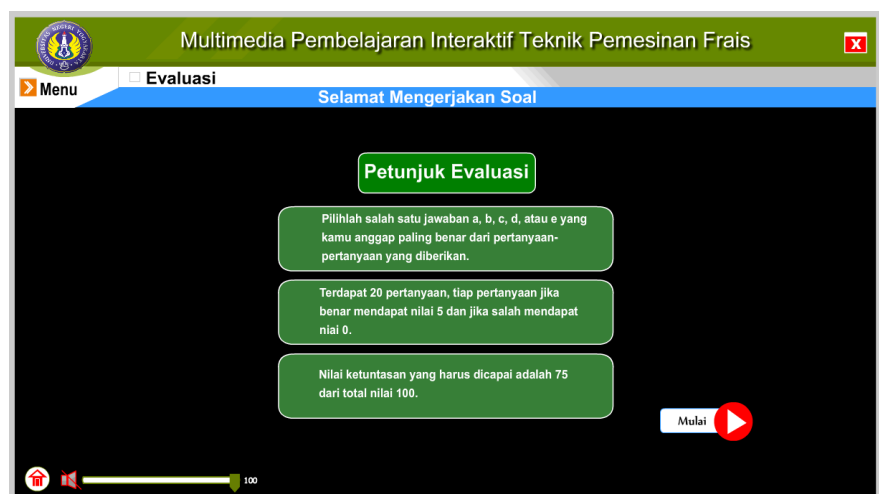 Multimedia Pembelajaran Interaktif Teknik Pemesinan Frais
X
Menu
Evaluasi
Selamat Mengerjakan Soal
Petunjuk Evaluasi
Pilihlah salah satu jawaban a, b, c, d, atau e yang
kamu anggap paling benar dari pertanyaan-
pertanyaan yang diberikan.
Terdapat 20 pertanyaan, tiap pertanyaan jika
benar mendapat nilai 5 dan jika salah mendapat
niai 0.
Nilai ketuntasan yang harus dicapai adalah 75
dari total nilai 100.
Mulai
100